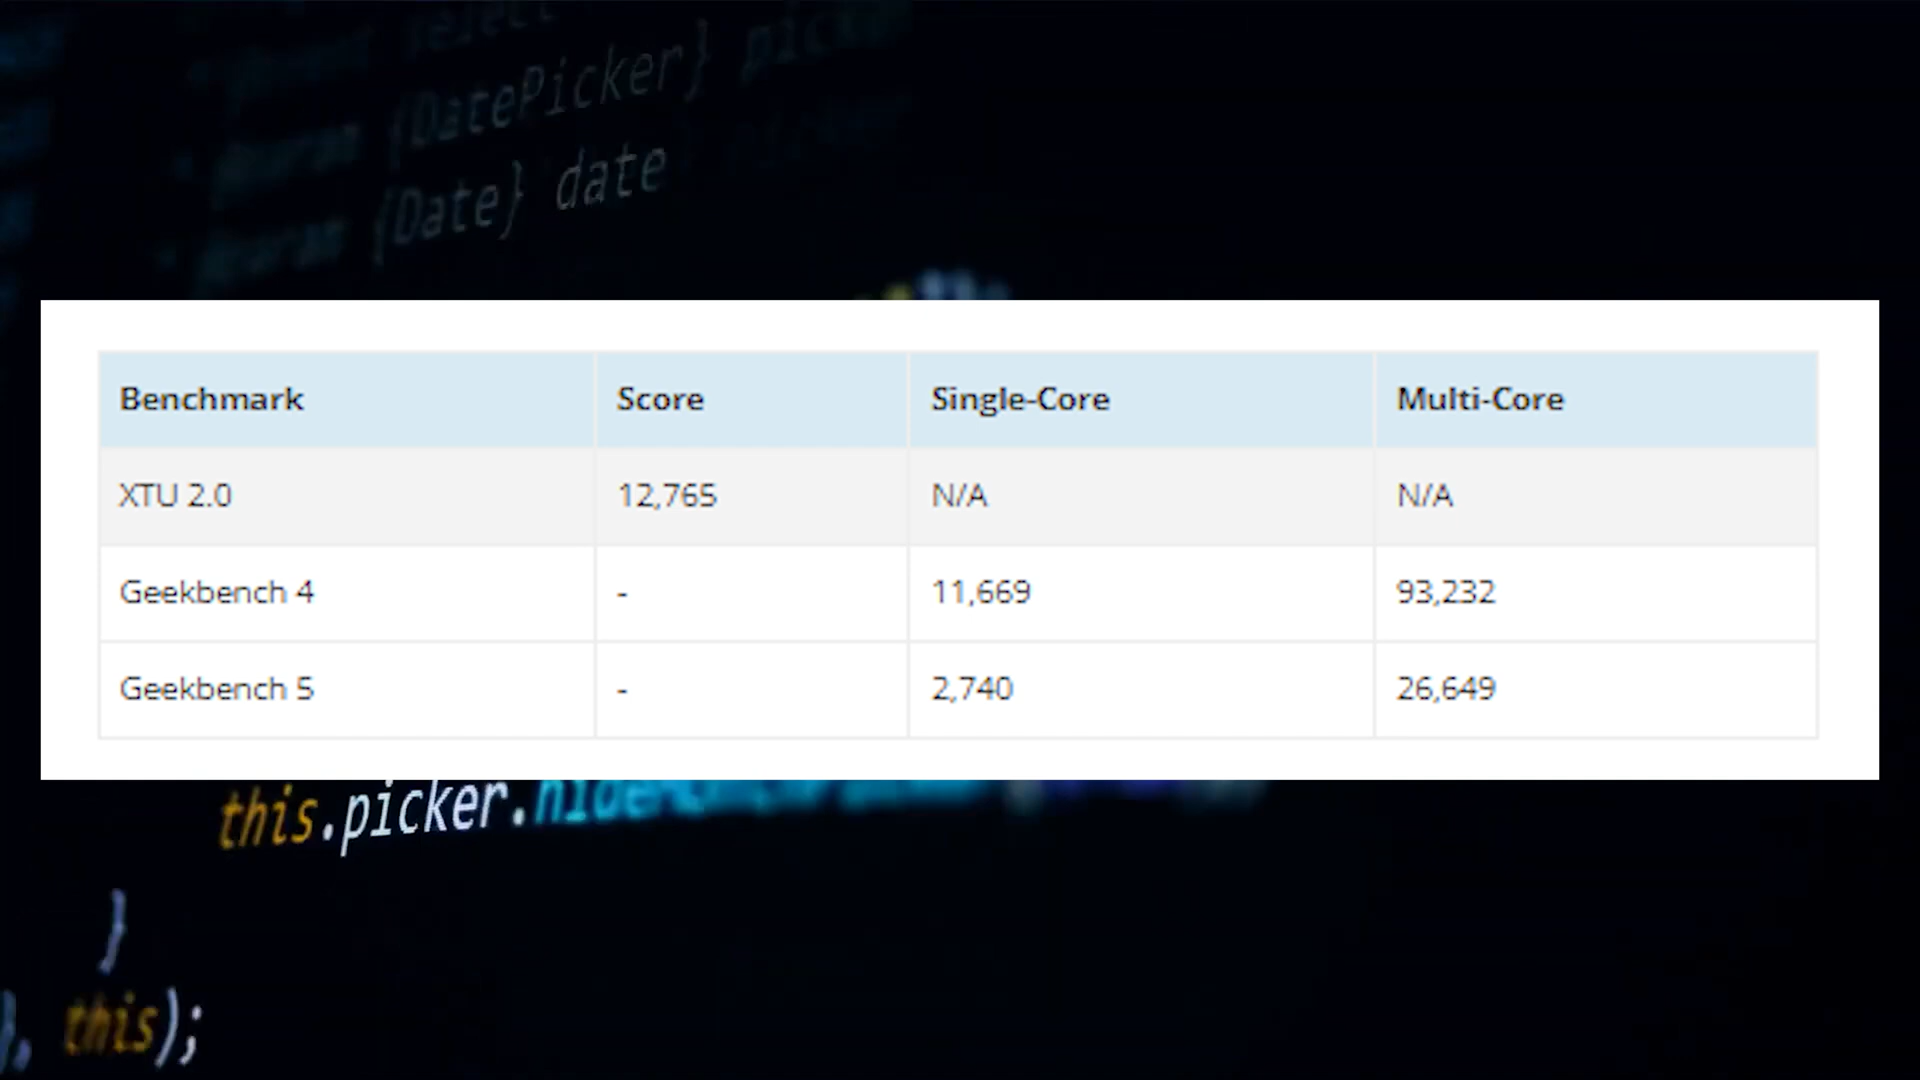 {DatePicker}
{Date} date
Benchmark Score Single-Core Multi-Core
XTU 2.0 12,765 N/A N/A
Geekbench 4 - 11,669 93,232
Geekbench 5 - 2,740 26,649
this.picker.
}
this);